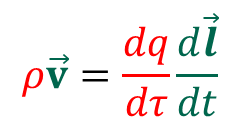 ρv⃗ = dq/dτ dl⃗/dt